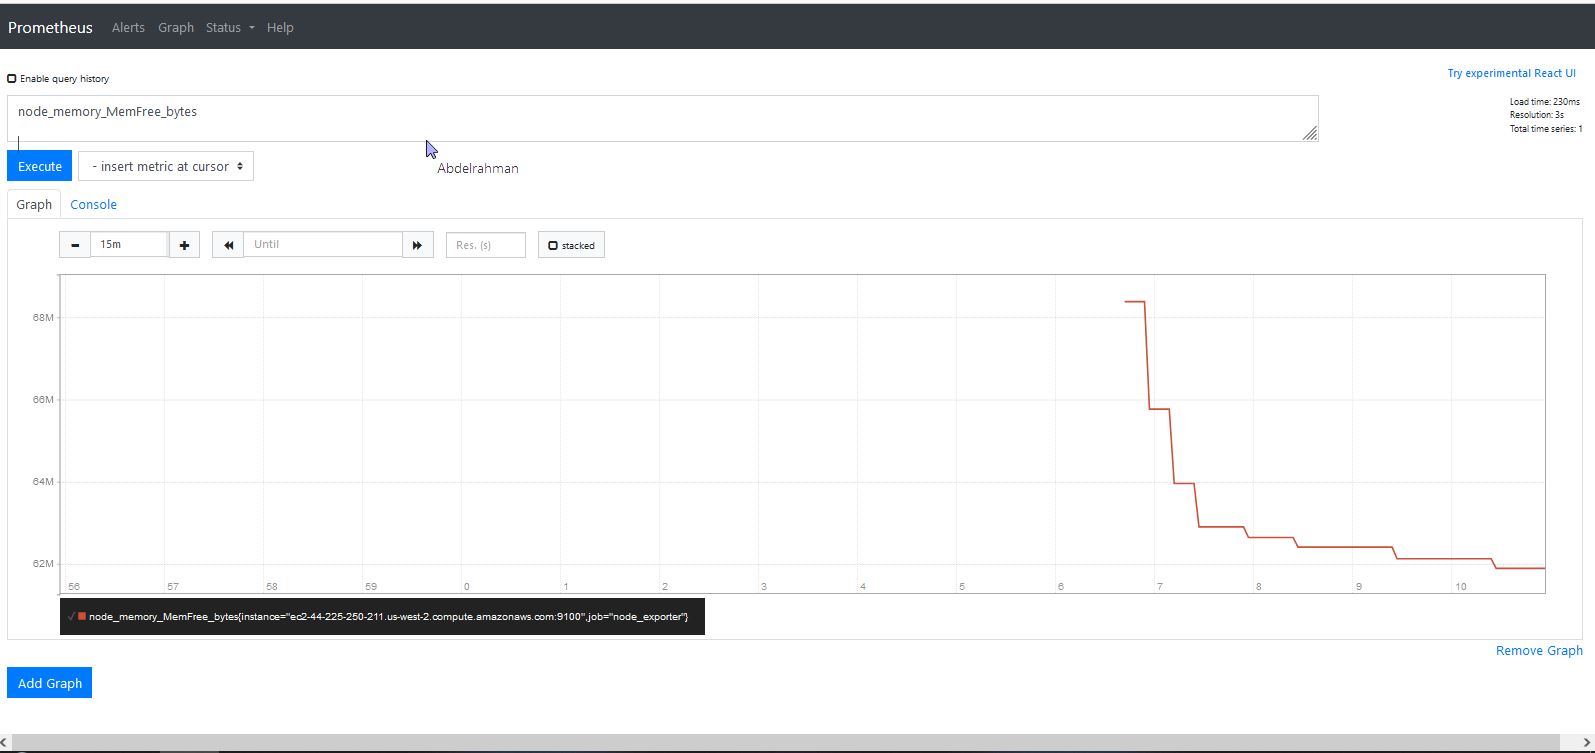 Prometheus Alerts Graph Status Help
Enable query history
Try experimental React UI
node_memory_MemFree_bytes
Load time: 230ms
Resolution: 3s
Total time series: 1
Execute - insert metric at cursor
Abdelrahman
Graph Console
- 15m + Until Res. (s) stacked
68M
66M
64M
62M
56 57 58 59 0 1 2 3 4 5 6 7 8 9 10
✓ node_memory_MemFree_bytes{instance="ec2-44-225-250-211.us-west-2.compute.amazonaws.com:9100",job="node_exporter"}
Remove Graph
Add Graph